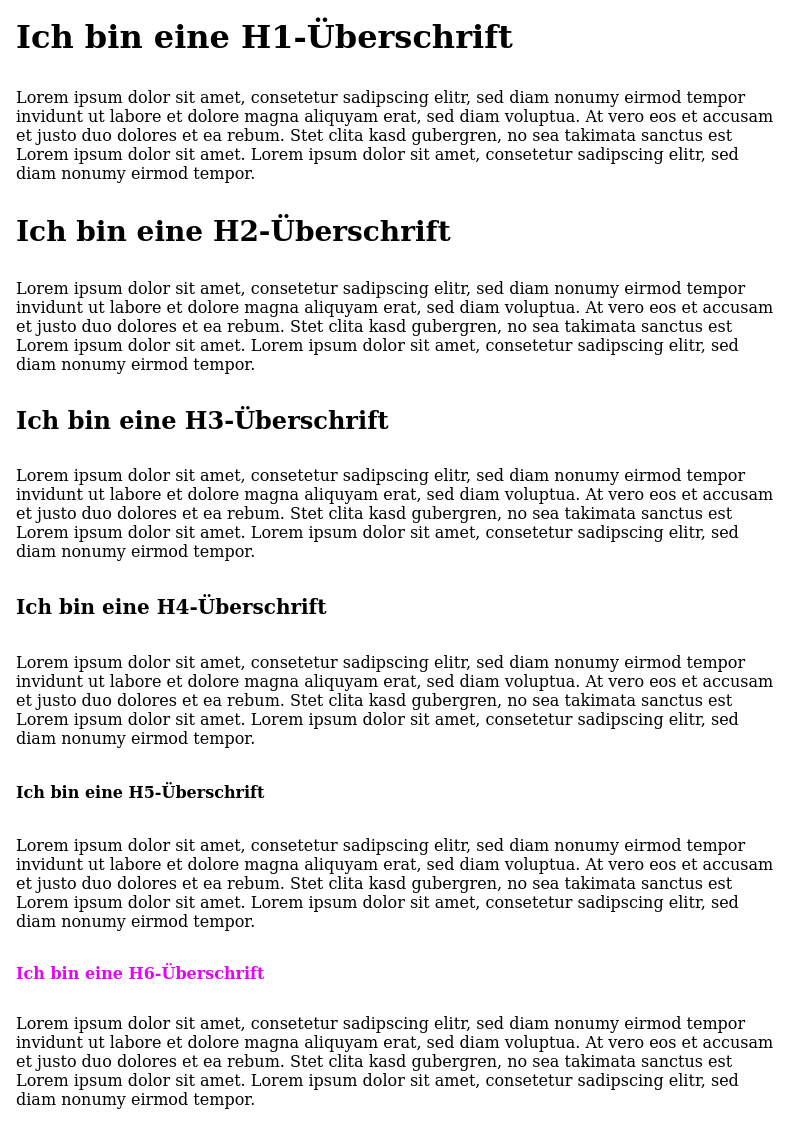 Ich bin eine H1-Überschrift
Lorem ipsum dolor sit amet, consetetur sadipscing elitr, sed diam nonumy eirmod tempor
invidunt ut labore et dolore magna aliquyam erat, sed diam voluptua. At vero eos et accusam
et justo duo dolores et ea rebum. Stet clita kasd gubergren, no sea takimata sanctus est
Lorem ipsum dolor sit amet. Lorem ipsum dolor sit amet, consetetur sadipscing elitr, sed
diam nonumy eirmod tempor.
Ich bin eine H2-Überschrift
Lorem ipsum dolor sit amet, consetetur sadipscing elitr, sed diam nonumy eirmod tempor
invidunt ut labore et dolore magna aliquyam erat, sed diam voluptua. At vero eos et accusam
et justo duo dolores et ea rebum. Stet clita kasd gubergren, no sea takimata sanctus est
Lorem ipsum dolor sit amet. Lorem ipsum dolor sit amet, consetetur sadipscing elitr, sed
diam nonumy eirmod tempor.
Ich bin eine H3-Überschrift
Lorem ipsum dolor sit amet, consetetur sadipscing elitr, sed diam nonumy eirmod tempor
invidunt ut labore et dolore magna aliquyam erat, sed diam voluptua. At vero eos et accusam
et justo duo dolores et ea rebum. Stet clita kasd gubergren, no sea takimata sanctus est
Lorem ipsum dolor sit amet. Lorem ipsum dolor sit amet, consetetur sadipscing elitr, sed
diam nonumy eirmod tempor.
Ich bin eine H4-Überschrift
Lorem ipsum dolor sit amet, consetetur sadipscing elitr, sed diam nonumy eirmod tempor
invidunt ut labore et dolore magna aliquyam erat, sed diam voluptua. At vero eos et accusam
et justo duo dolores et ea rebum. Stet clita kasd gubergren, no sea takimata sanctus est
Lorem ipsum dolor sit amet. Lorem ipsum dolor sit amet, consetetur sadipscing elitr, sed
diam nonumy eirmod tempor.
Ich bin eine H5-Überschrift
Lorem ipsum dolor sit amet, consetetur sadipscing elitr, sed diam nonumy eirmod tempor
invidunt ut labore et dolore magna aliquyam erat, sed diam voluptua. At vero eos et accusam
et justo duo dolores et ea rebum. Stet clita kasd gubergren, no sea takimata sanctus est
Lorem ipsum dolor sit amet. Lorem ipsum dolor sit amet, consetetur sadipscing elitr, sed
diam nonumy eirmod tempor.
Ich bin eine H6-Überschrift
Lorem ipsum dolor sit amet, consetetur sadipscing elitr, sed diam nonumy eirmod tempor
invidunt ut labore et dolore magna aliquyam erat, sed diam voluptua. At vero eos et accusam
et justo duo dolores et ea rebum. Stet clita kasd gubergren, no sea takimata sanctus est
Lorem ipsum dolor sit amet. Lorem ipsum dolor sit amet, consetetur sadipscing elitr, sed
diam nonumy eirmod tempor.